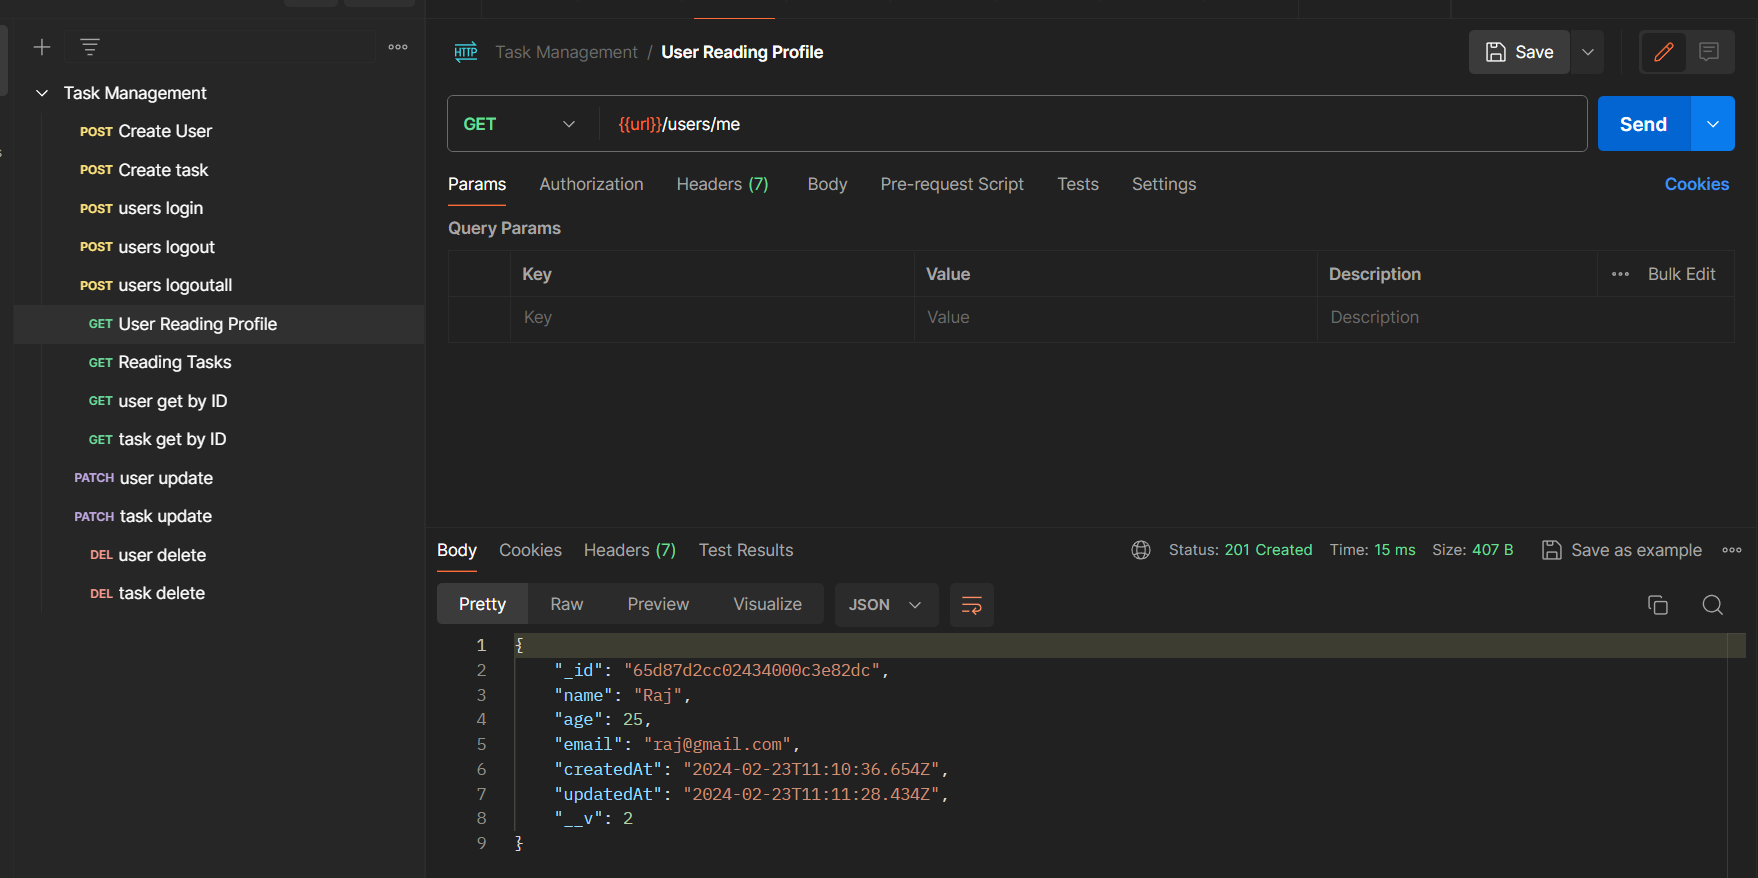 Task Management
POST Create User
POST Create task
POST users login
POST users logout
POST users logoutall
GET User Reading Profile
GET Reading Tasks
GET user get by ID
GET task get by ID
PATCH user update
PATCH task update
DEL user delete
DEL task delete
HTTP Task Management / User Reading Profile
Save
GET {{url}}/users/me
Send
Params Authorization Headers (7) Body Pre-request Script Tests Settings Cookies
Query Params
Key Value Description Bulk Edit
Key Value Description
Body Cookies Headers (7) Test Results Status: 201 Created Time: 15 ms Size: 407 B Save as example
Pretty Raw Preview Visualize JSON
1 {
2 "_id": "65d87d2cc02434000c3e82dc",
3 "name": "Raj",
4 "age": 25,
5 "email": "raj@gmail.com",
6 "createdAt": "2024-02-23T11:10:36.654Z",
7 "updatedAt": "2024-02-23T11:11:28.434Z",
8 "__v": 2
9 }